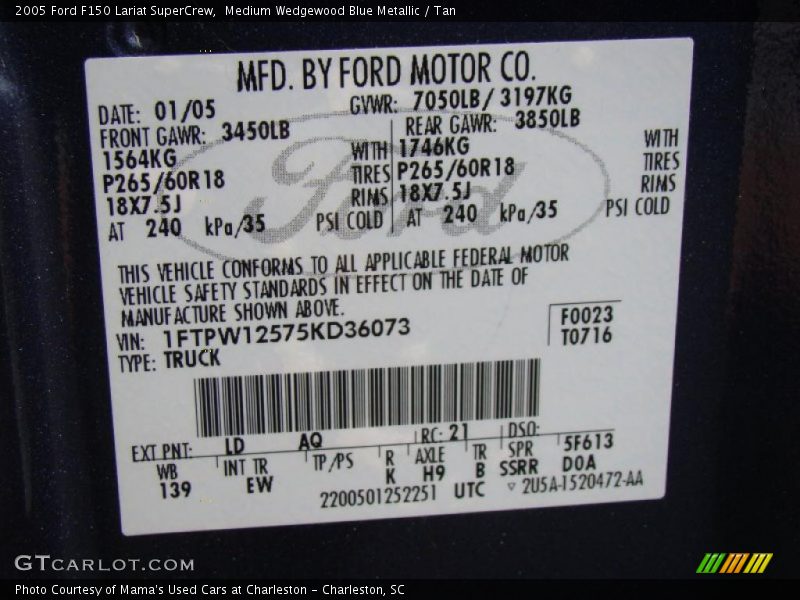 2005 Ford F150 Lariat SuperCrew,  Medium Wedgewood Blue Metallic / Tan
MFD. BY FORD MOTOR CO.
DATE: 01/05 GVWR: 7050LB/ 3197KG
FRONT GAWR: 3450LB REAR GAWR: 3850LB
1564KG WITH 1746KG WITH
P265/60R18 TIRES P265/60R18 TIRES
18X7.5J RIMS 18X7.5J RIMS
AT 240 kPa/35 PSI COLD AT 240 kPa/35 PSI COLD
Ford
THIS VEHICLE CONFORMS TO ALL APPLICABLE FEDERAL MOTOR
VEHICLE SAFETY STANDARDS IN EFFECT ON THE DATE OF
MANUFACTURE SHOWN ABOVE.
VIN: 1FTPW12575KD36073 F0023
TYPE: TRUCK T0716
EXT PNT: LD AQ RC: 21 DSO:
WB INT TR TP/PS R AXLE TR SPR 5F613
139 EW K H9 B SSRR D0A
2200501252251 UTC ▽ 2U5A-1520472-AA
GTCARLOT.COM
Photo Courtesy of Mama's Used Cars at Charleston - Charleston, SC